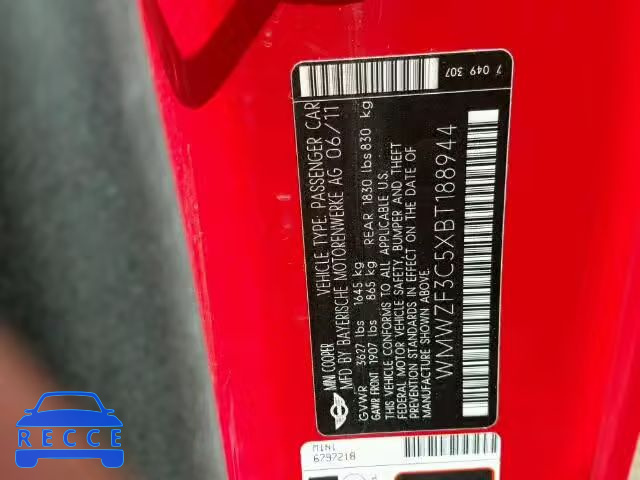 MINI COOPER VEHICLE TYPE: PASSENGER CAR
MFD BY BAYERISCHE MOTORENWERKE AG 06/11
GVWR 3627 lbs 1645 kg
GAWR FRONT 1907 lbs 865 kg REAR 1830 lbs 830 kg
THIS VEHICLE CONFORMS TO ALL APPLICABLE U.S.
FEDERAL MOTOR VEHICLE SAFETY, BUMPER AND THEFT
PREVENTION STANDARDS IN EFFECT ON THE DATE OF
MANUFACTURE SHOWN ABOVE.
WMWZF3C5XBT188944
7 049 307
MINI
6797218
RECCE